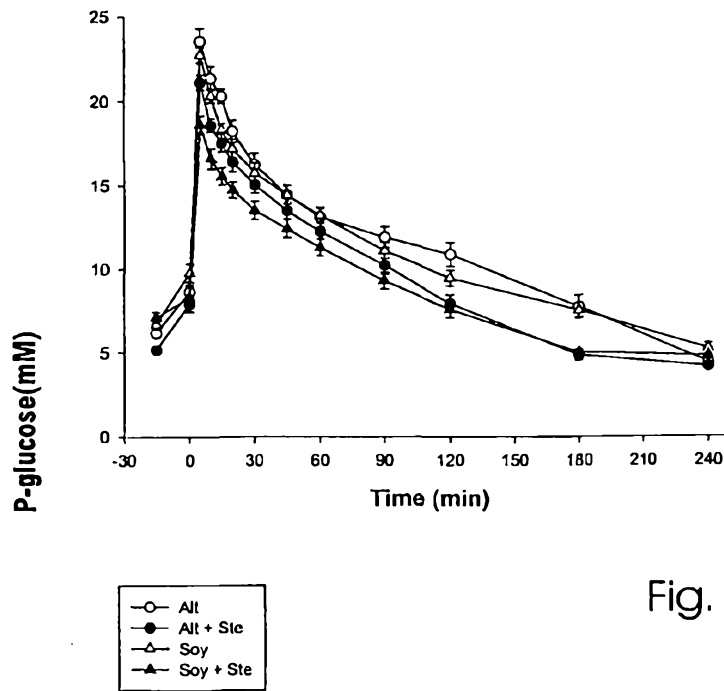 25
20
15
10
5
0
-30 0 30 60 90 120 150 180 210 240
P-glucose(mM)
Time (min)
Fig.
Alt
Alt + Ste
Soy
Soy + Ste